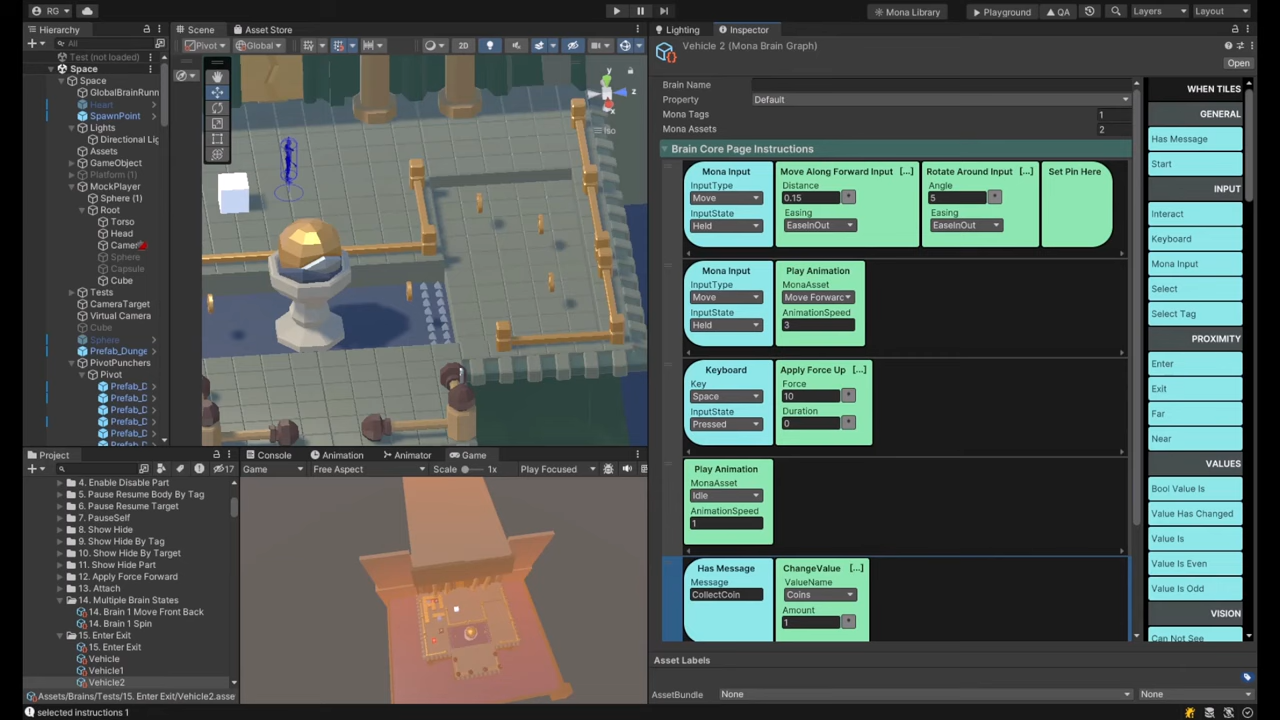 RG
Mona Library
Playground
QA
Layers
Layout
Hierarchy
All
Test (not loaded)
Space
Space
GlobalBrainRunn
Heart
SpawnPoint
Lights
Directional Lig
Assets
GameObject
Platform (1)
MockPlayer
Sphere (1)
Root
Torso
Head
Camer
Sphere
Capsule
Cube
Tests
CameraTarget
Virtual Camera
Cube
Sphere
Prefab_Dunge
PivotPunchers
Pivot
Prefab_D
Prefab_D
Prefab_D
Prefab_D
Prefab_D
Scene
Asset Store
Pivot
Global
2D
y
z
Iso
Project
17
4. Enable Disable Part
5. Pause Resume Body By Tag
6. Pause Resume Target
7. PauseSelf
8. Show Hide
9. Show Hide By Tag
10. Show Hide By Target
11. Show Hide Part
12. Apply Force Forward
13. Attach
14. Multiple Brain States
14. Brain 1 Move Front Back
14. Brain 1 Spin
15. Enter Exit
15. Enter Exit
Vehicle
Vehicle1
Vehicle2
Assets/Brains/Tests/15. Enter Exit/Vehicle2.asse
selected instructions 1
Console
Animation
Animator
Game
Game
Free Aspect
Scale
1x
Play Focused
Lighting
Inspector
Vehicle 2 (Mona Brain Graph)
Open
Brain Name
Property
Default
Mona Tags
1
Mona Assets
2
Brain Core Page Instructions
Mona Input
InputType
Move
InputState
Held
Move Along Forward Input
[...]
Distance
0.15
Easing
EaseInOut
Rotate Around Input
[...]
Angle
5
Easing
EaseInOut
Set Pin Here
Mona Input
InputType
Move
InputState
Held
Play Animation
MonaAsset
Move Forward
AnimationSpeed
3
Keyboard
Key
Space
InputState
Pressed
Apply Force Up
[...]
Force
10
Duration
0
Play Animation
MonaAsset
Idle
AnimationSpeed
1
Has Message
Message
CollectCoin
ChangeValue
[...]
ValueName
Coins
Amount
1
Asset Labels
AssetBundle
None
None
WHEN TILES
GENERAL
Has Message
Start
INPUT
Interact
Keyboard
Mona Input
Select
Select Tag
PROXIMITY
Enter
Exit
Far
Near
VALUES
Bool Value Is
Value Has Changed
Value Is
Value Is Even
Value Is Odd
VISION
Can Not See